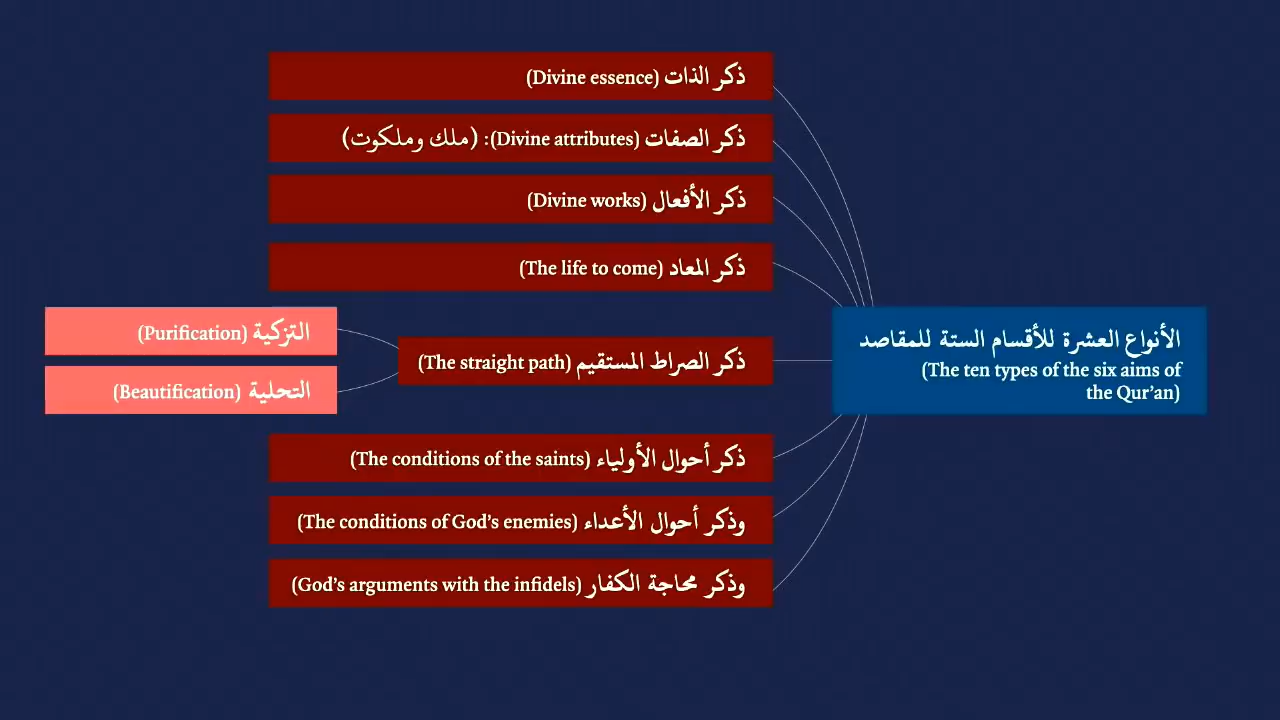 ذكر الذات (Divine essence)
ذكر الصفات (Divine attributes): (ملك وملكوت)
ذكر الأفعال (Divine works)
ذكر المعاد (The life to come)
التزكية (Purification)
ذكر الصراط المستقيم (The straight path)
التحلية (Beautification)
الأنواع العشرة للأقسام الستة للمقاصد
(The ten types of the six aims of
the Qur’an)
ذكر أحوال الأولياء (The conditions of the saints)
وذكر أحوال الأعداء (The conditions of God’s enemies)
وذكر محاجة الكفار (God’s arguments with the infidels)